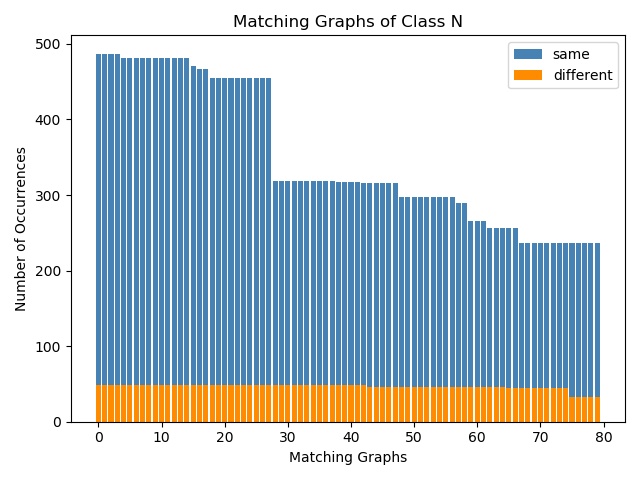 Matching Graphs of Class N
same
different
Number of Occurrences
500
400
300
200
100
0
0 10 20 30 40 50 60 70 80
Matching Graphs